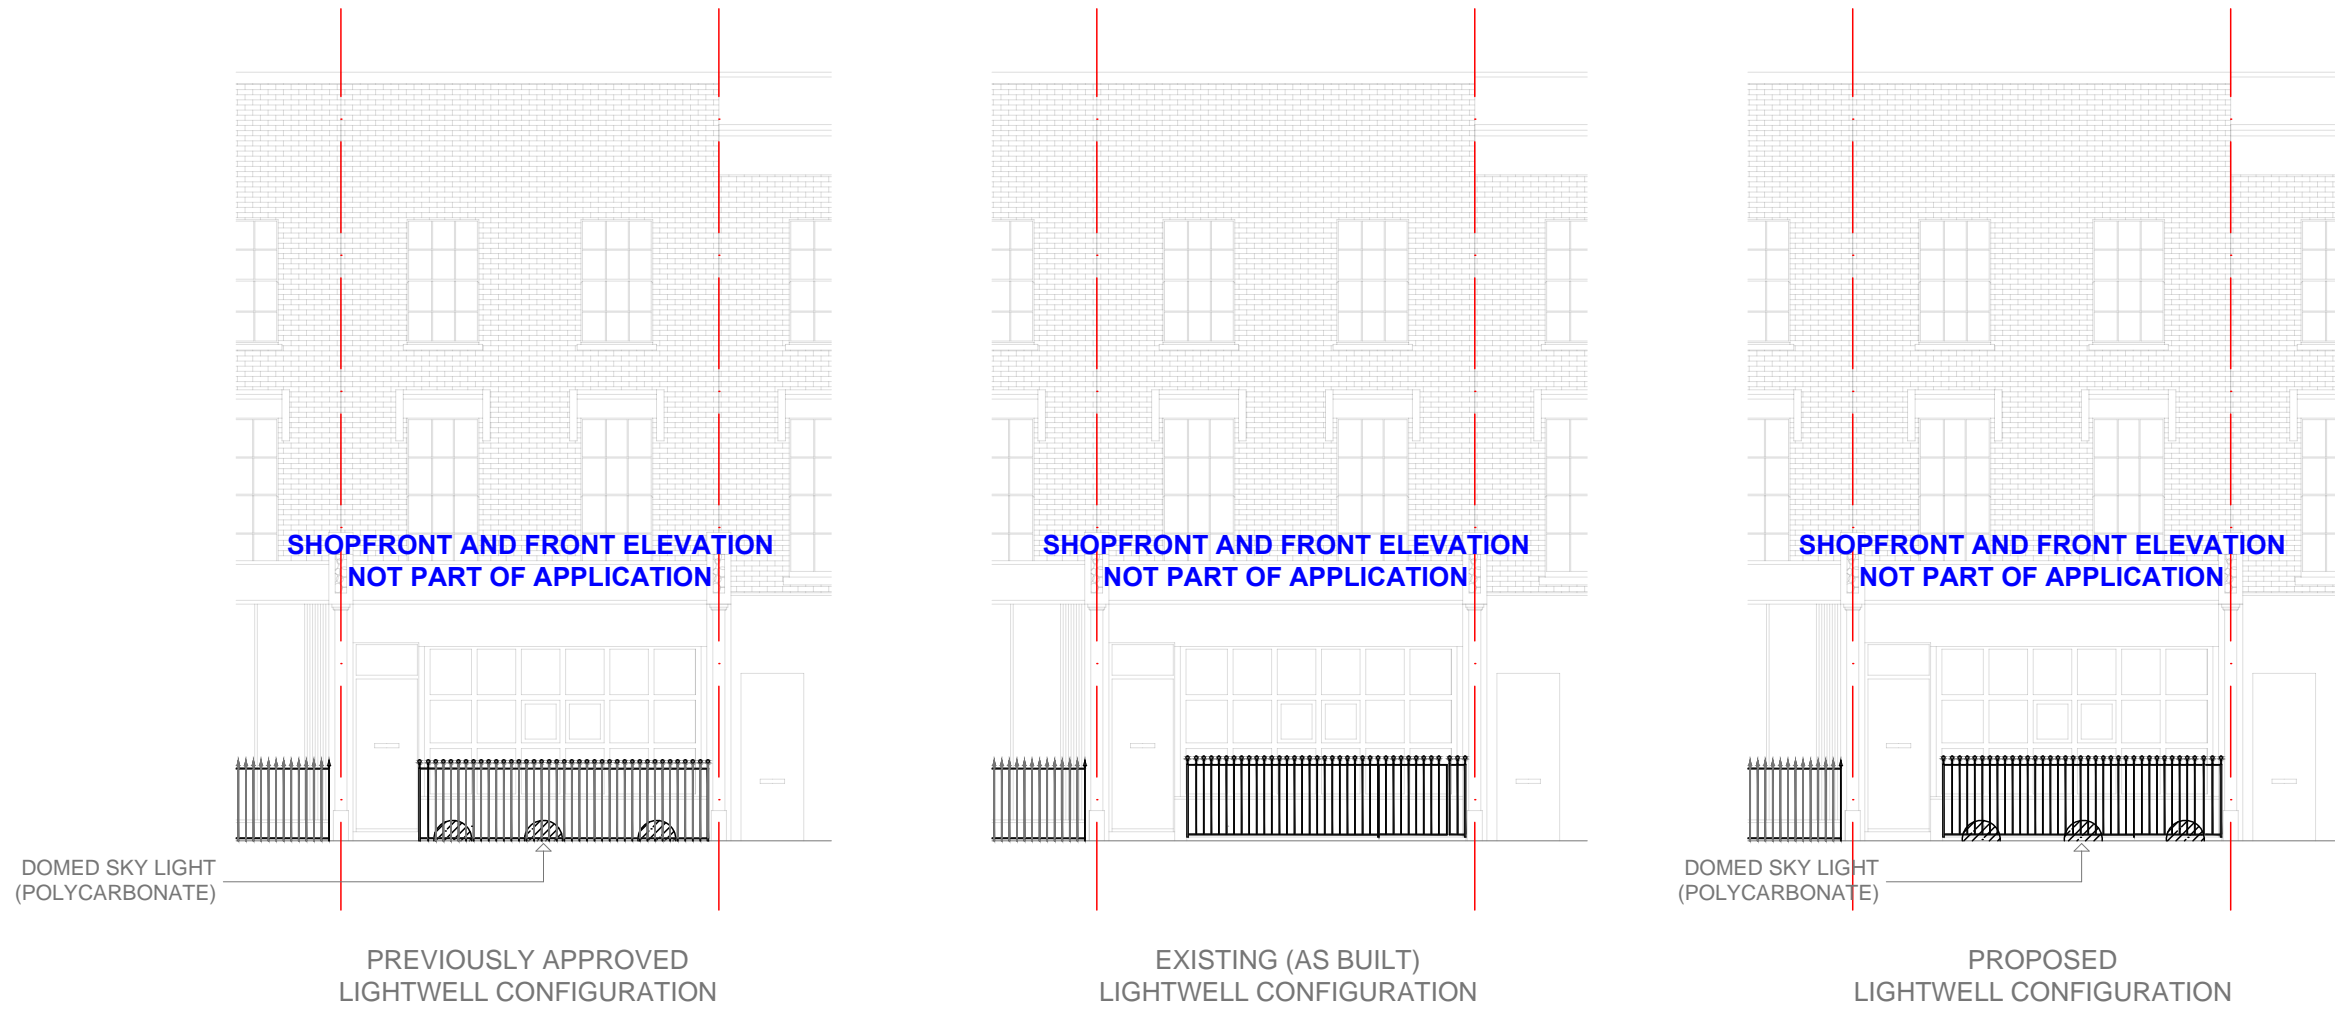 SHOPFRONT AND FRONT ELEVATION
NOT PART OF APPLICATION
DOMED SKY LIGHT
(POLYCARBONATE)
PREVIOUSLY APPROVED
LIGHTWELL CONFIGURATION
SHOPFRONT AND FRONT ELEVATION
NOT PART OF APPLICATION
EXISTING (AS BUILT)
LIGHTWELL CONFIGURATION
SHOPFRONT AND FRONT ELEVATION
NOT PART OF APPLICATION
DOMED SKY LIGHT
(POLYCARBONATE)
PROPOSED
LIGHTWELL CONFIGURATION